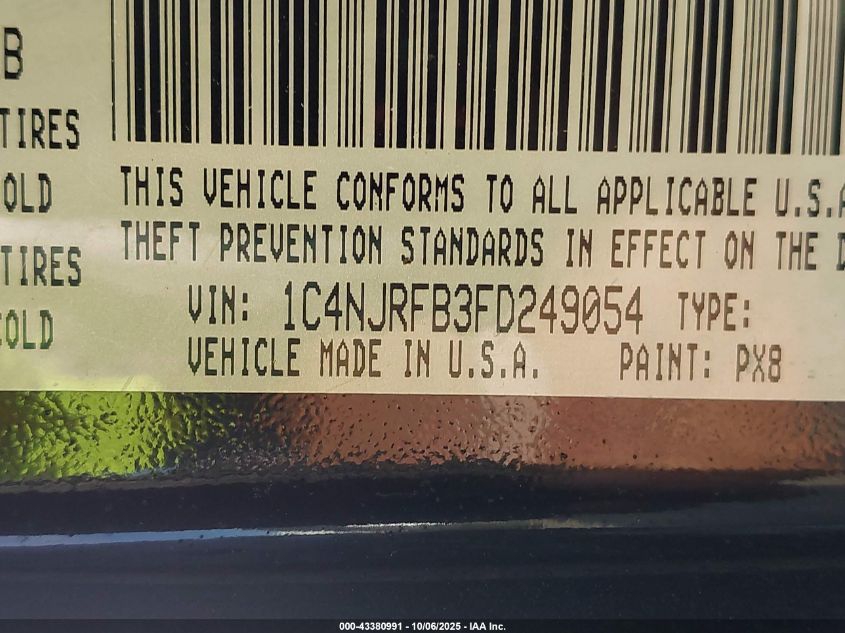 B
TIRES
OLD
THIS VEHICLE CONFORMS TO ALL APPLICABLE U.S.A
THEFT PREVENTION STANDARDS IN EFFECT ON THE D
TIRES
VIN: 1C4NJRFB3FD249054 TYPE:
COLD
VEHICLE MADE IN U.S.A. PAINT: PX8
000-43380991 - 10/06/2025 - IAA Inc.